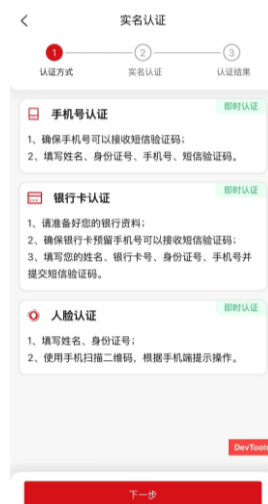 实名认证
1 2 3
认证方式 实名认证 认证结果
即时认证
手机号认证
1、确保手机号可以接收短信验证码；
2、填写姓名、身份证号、手机号、短信验证码。
即时认证
银行卡认证
1、请准备好您的银行资料；
2、确保银行卡预留手机号可以接收短信验证码；
3、填写您的姓名、银行卡号、身份证号、手机号并
提交短信验证码。
即时认证
人脸认证
1、填写姓名、身份证号；
2、使用手机扫描二维码，根据手机端提示操作。
DevTools
下一步